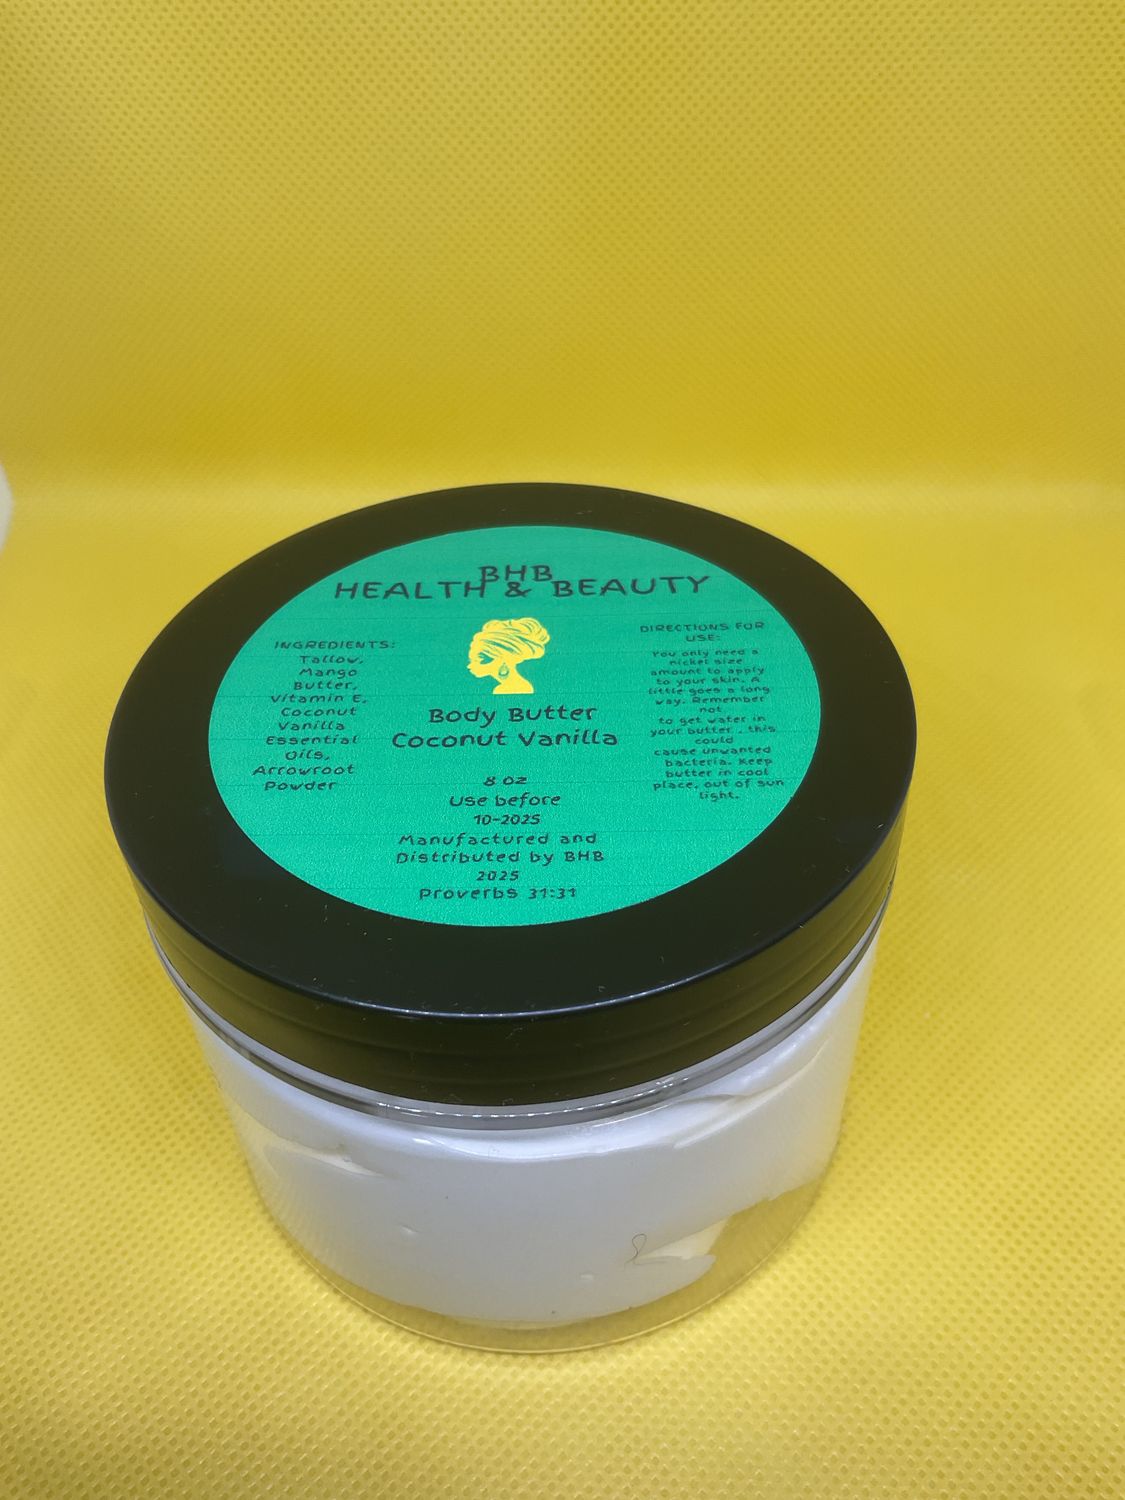 BHB
HEALTH & BEAUTY
INGREDIENTS:
Tallow,
Mango
Butter,
Vitamin E,
Coconut
Vanilla
Essential
Oils,
Arrowroot
Powder
Body Butter
Coconut Vanilla
8 oz
Use before
10-2025
Manufactured and
Distributed by BHB
2025
Proverbs 31:31
DIRECTIONS FOR
USE:
You only need a
nickel size
amount to apply
to your skin. A
little goes a long
way. Remember
not
to get water in
your butter , this
could
cause unwanted
bacteria. Keep
butter in cool
place, out of sun
light.